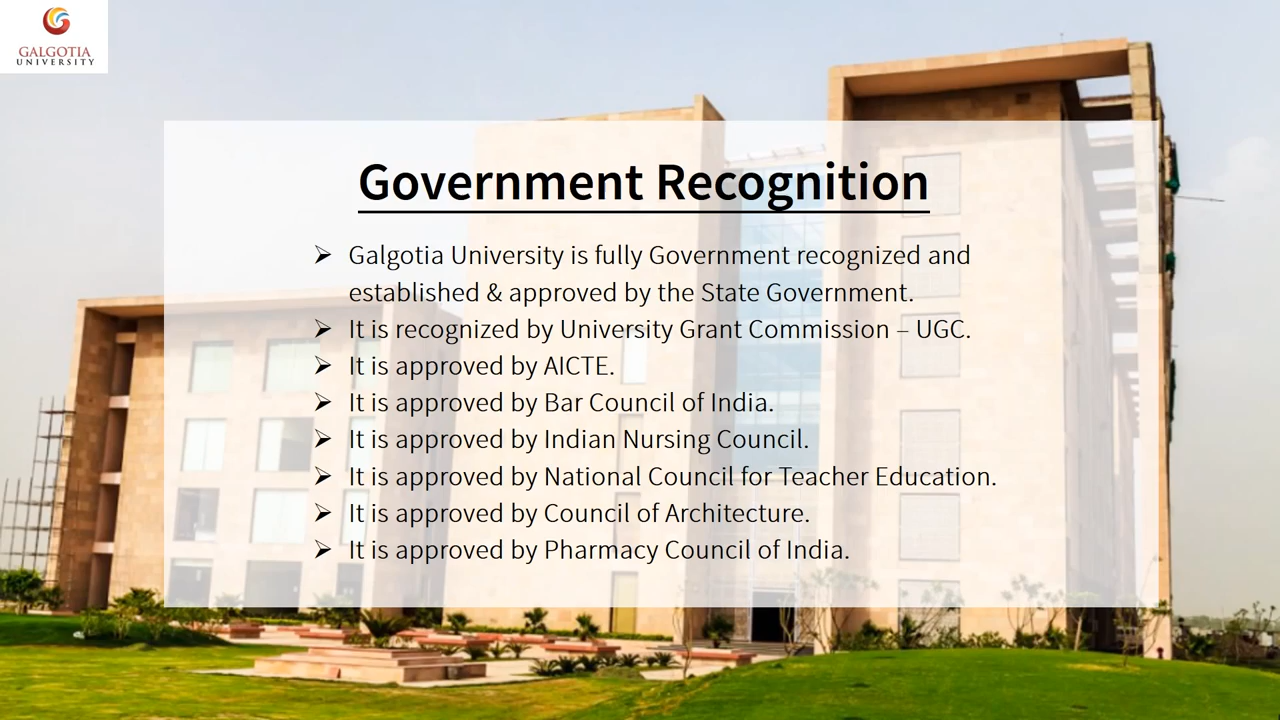 GALGOTIA
UNIVERSITY
Government Recognition
➢ Galgotia University is fully Government recognized and
established & approved by the State Government.
➢ It is recognized by University Grant Commission – UGC.
➢ It is approved by AICTE.
➢ It is approved by Bar Council of India.
➢ It is approved by Indian Nursing Council.
➢ It is approved by National Council for Teacher Education.
➢ It is approved by Council of Architecture.
➢ It is approved by Pharmacy Council of India.